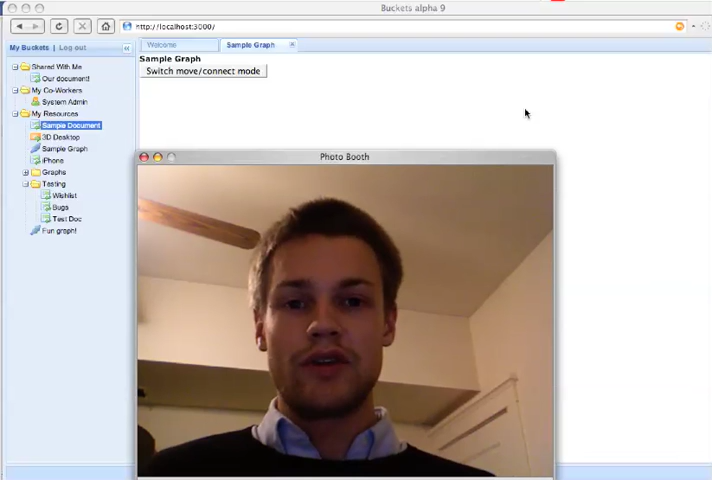 Buckets alpha 9
http://localhost:3000/
My Buckets | Log out
Welcome
Sample Graph
Shared With Me
Our document!
My Co-Workers
System Admin
My Resources
Sample Document
3D Desktop
Sample Graph
iPhone
Graphs
Testing
Wishlist
Bugs
Test Doc
Fun graph!
Sample Graph
Switch move/connect mode
Photo Booth